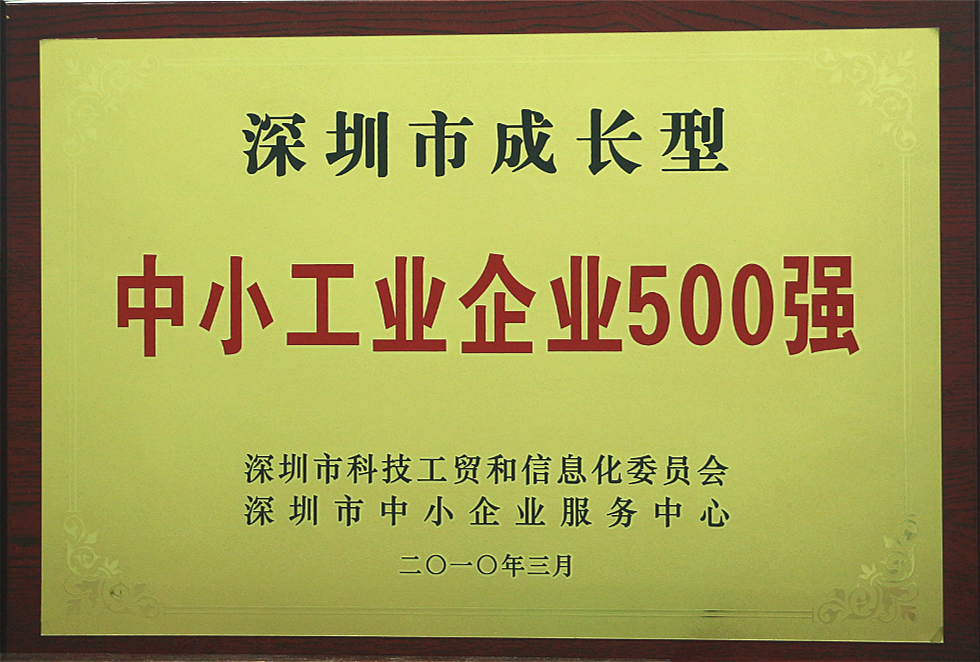 深圳市成长型
中小工业企业500强
深圳市科技工贸和信息化委员会
深圳市中小企业服务中心
二〇一〇年三月